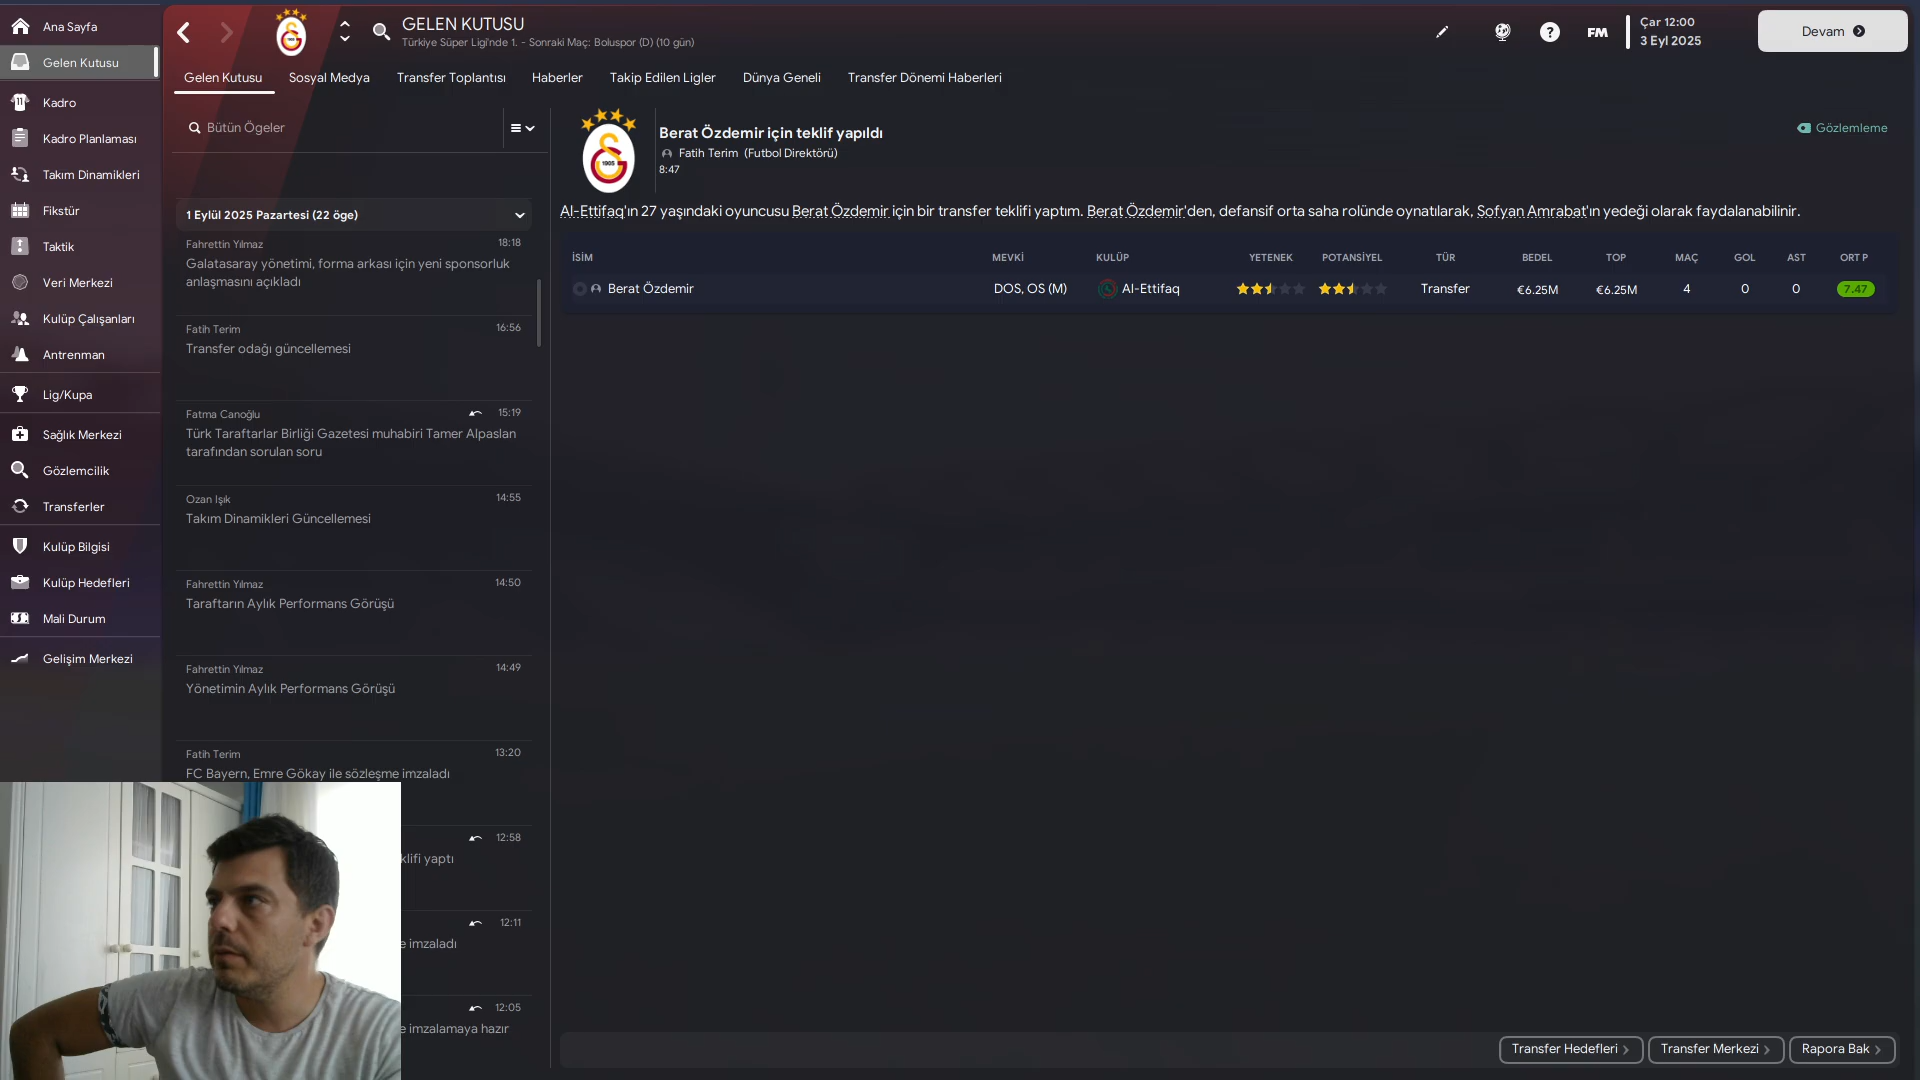 Ana Sayfa
Gelen Kutusu
Kadro
Kadro Planlaması
Takım Dinamikleri
Fikstür
Taktik
Veri Merkezi
Kulüp Çalışanları
Antrenman
Lig/Kupa
Sağlık Merkezi
Gözlemcilik
Transferler
Kulüp Bilgisi
Kulüp Hedefleri
Mali Durum
Gelişim Merkezi
GELEN KUTUSU
Türkiye Süper Ligi'nde 1. - Sonraki Maç: Boluspor (D) (10 gün)
FM
Çar 12:00
3 Eyl 2025
Devam
Gelen Kutusu Sosyal Medya Transfer Toplantısı Haberler Takip Edilen Ligler Dünya Geneli Transfer Dönemi Haberleri
Bütün Ögeler
1 Eylül 2025 Pazartesi (22 öge)
Fahrettin Yılmaz 18:18
Galatasaray yönetimi, forma arkası için yeni sponsorluk
anlaşmasını açıkladı
Fatih Terim 16:56
Transfer odağı güncellemesi
Fatma Canoğlu 15:19
Türk Taraftarlar Birliği Gazetesi muhabiri Tamer Alpaslan
tarafından sorulan soru
Ozan Işık 14:55
Takım Dinamikleri Güncellemesi
Fahrettin Yılmaz 14:50
Taraftarın Aylık Performans Görüşü
Fahrettin Yılmaz 14:49
Yönetimin Aylık Performans Görüşü
Fatih Terim 13:20
FC Bayern, Emre Gökay ile sözleşme imzaladı
12:58
klifi yaptı
12:11
e imzaladı
12:05
e imzalamaya hazır
1905
Berat Özdemir için teklif yapıldı
Fatih Terim (Futbol Direktörü)
8:47
Gözlemleme
Al-Ettifaq'ın 27 yaşındaki oyuncusu Berat Özdemir için bir transfer teklifi yaptım. Berat Özdemir'den, defansif orta saha rolünde oynatılarak, Sofyan Amrabat'ın yedeği olarak faydalanabilinir.
İSİM MEVKİ KULÜP YETENEK POTANSİYEL TÜR BEDEL TOP MAÇ GOL AST ORT P
Berat Özdemir DOS, OS (M) Al-Ettifaq Transfer €6.25M €6.25M 4 0 0 7.47
Transfer Hedefleri Transfer Merkezi Rapora Bak